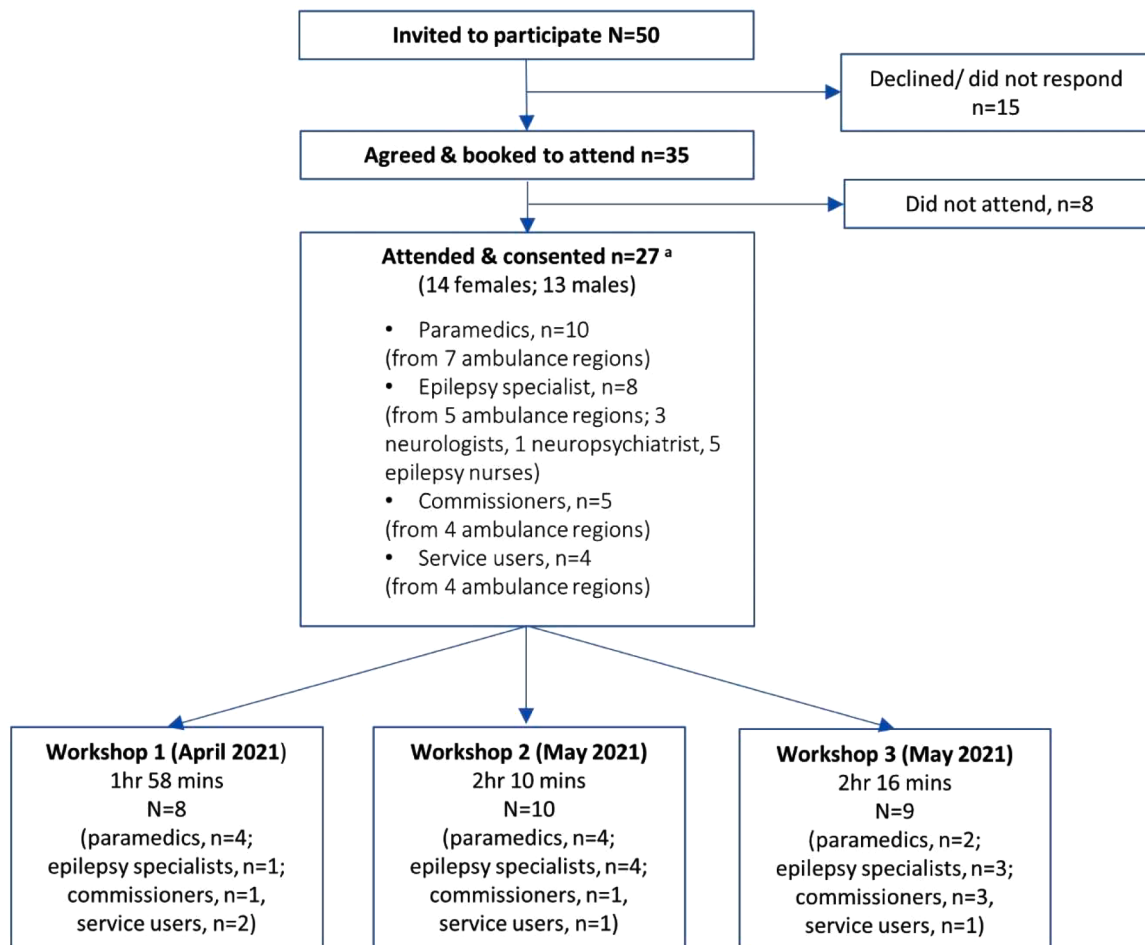 Invited to participate N=50
Declined/ did not respond
n=15
Agreed & booked to attend n=35
Did not attend, n=8
Attended & consented n=27 ª
(14 females; 13 males)
• Paramedics, n=10
(from 7 ambulance regions)
• Epilepsy specialist, n=8
(from 5 ambulance regions; 3
neurologists, 1 neuropsychiatrist, 5
epilepsy nurses)
• Commissioners, n=5
(from 4 ambulance regions)
• Service users, n=4
(from 4 ambulance regions)
Workshop 1 (April 2021)
1hr 58 mins
N=8
(paramedics, n=4;
epilepsy specialists, n=1;
commissioners, n=1,
service users, n=2)
Workshop 2 (May 2021)
2hr 10 mins
N=10
(paramedics, n=4;
epilepsy specialists, n=4;
commissioners, n=1,
service users, n=1)
Workshop 3 (May 2021)
2hr 16 mins
N=9
(paramedics, n=2;
epilepsy specialists, n=3;
commissioners, n=3,
service users, n=1)